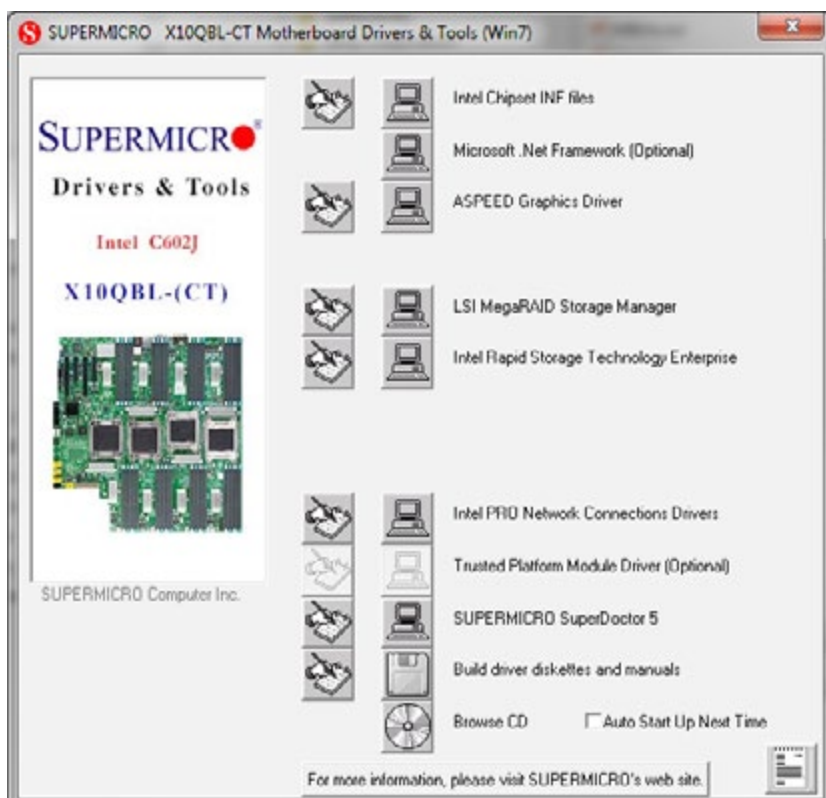 SUPERMICRO X10QBL-CT Motherboard Drivers & Tools (Win7)
SUPERMICRO
Drivers & Tools
Intel C602J
X10QBL-(CT)
SUPERMICRO Computer Inc.
Intel Chipset INF files
Microsoft .Net Framework (Optional)
ASPEED Graphics Driver
LSI MegaRAID Storage Manager
Intel Rapid Storage Technology Enterprise
Intel PRO Network Connections Drivers
Trusted Platform Module Driver (Optional)
SUPERMICRO SuperDoctor 5
Build driver diskettes and manuals
Browse CD
Auto Start Up Next Time
For more information, please visit SUPERMICRO's web site.